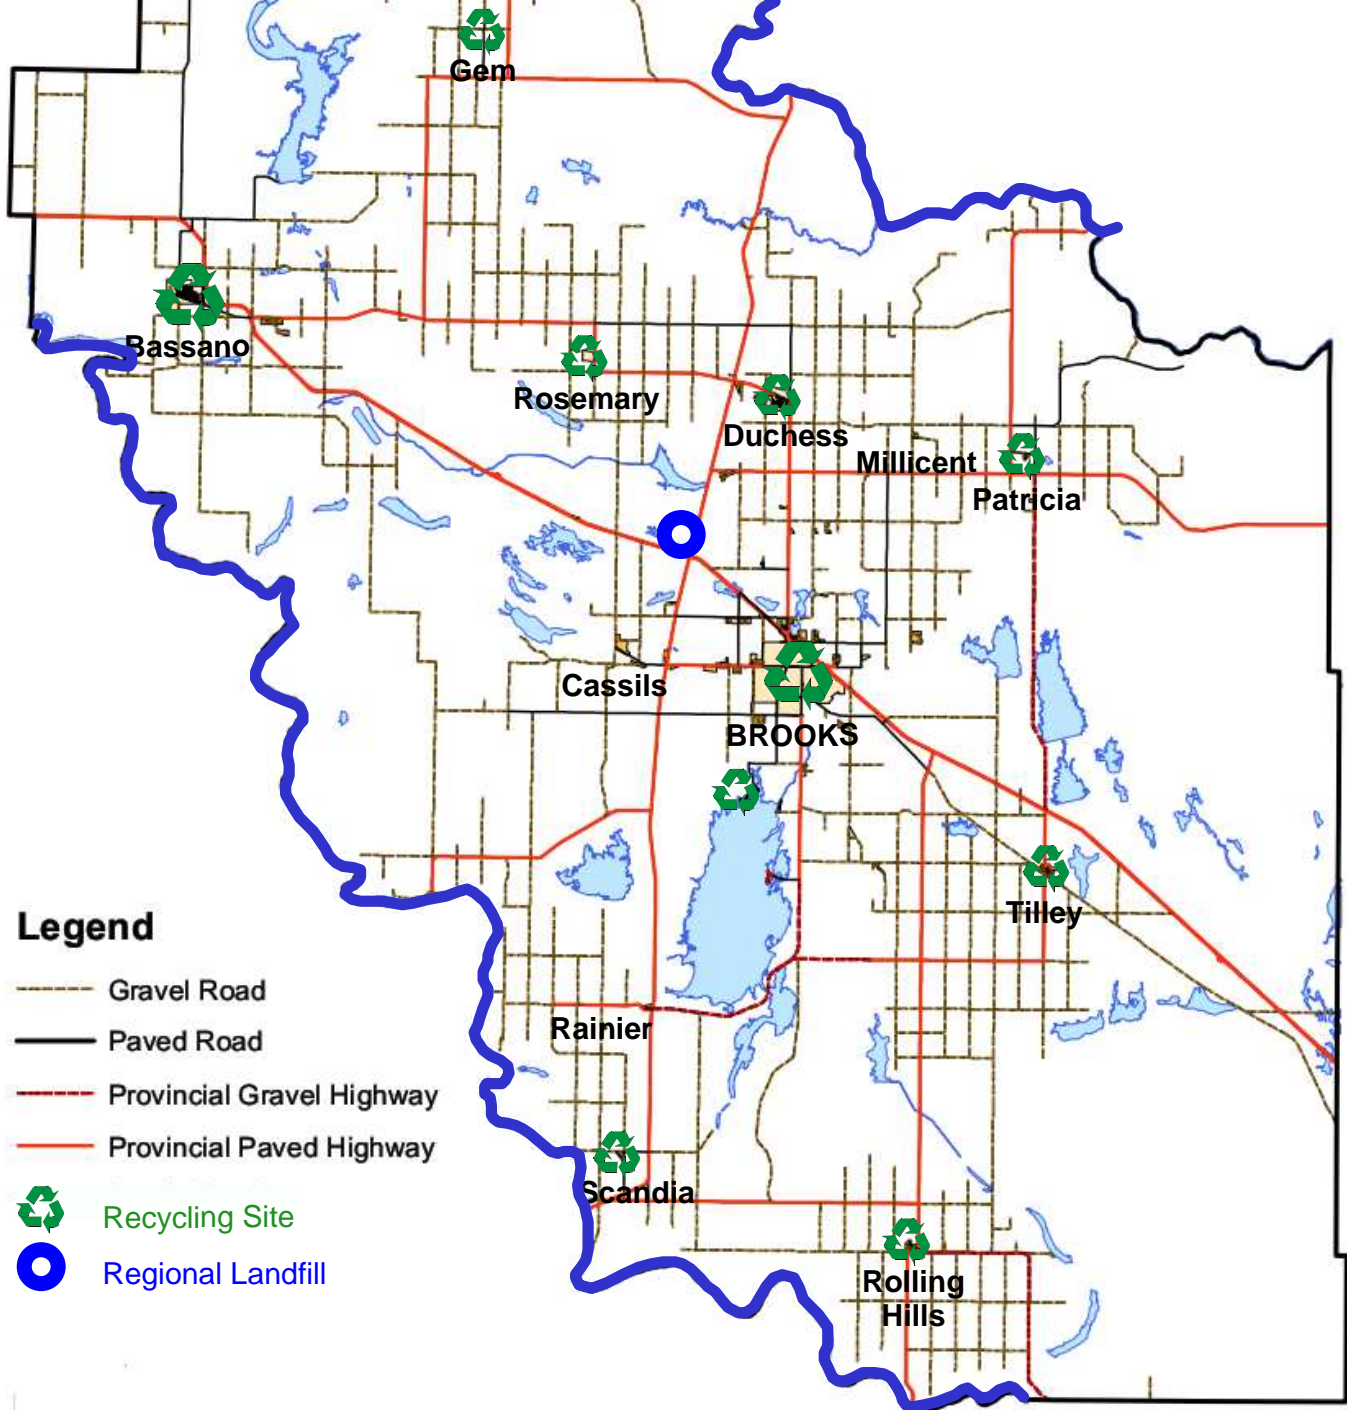 Gem
Bassano
Rosemary
Duchess
Millicent
Patricia
Cassils
BROOKS
Tilley
Rainier
Scandia
Rolling
Hills
Legend
Gravel Road
Paved Road
Provincial Gravel Highway
Provincial Paved Highway
Recycling Site
Regional Landfill